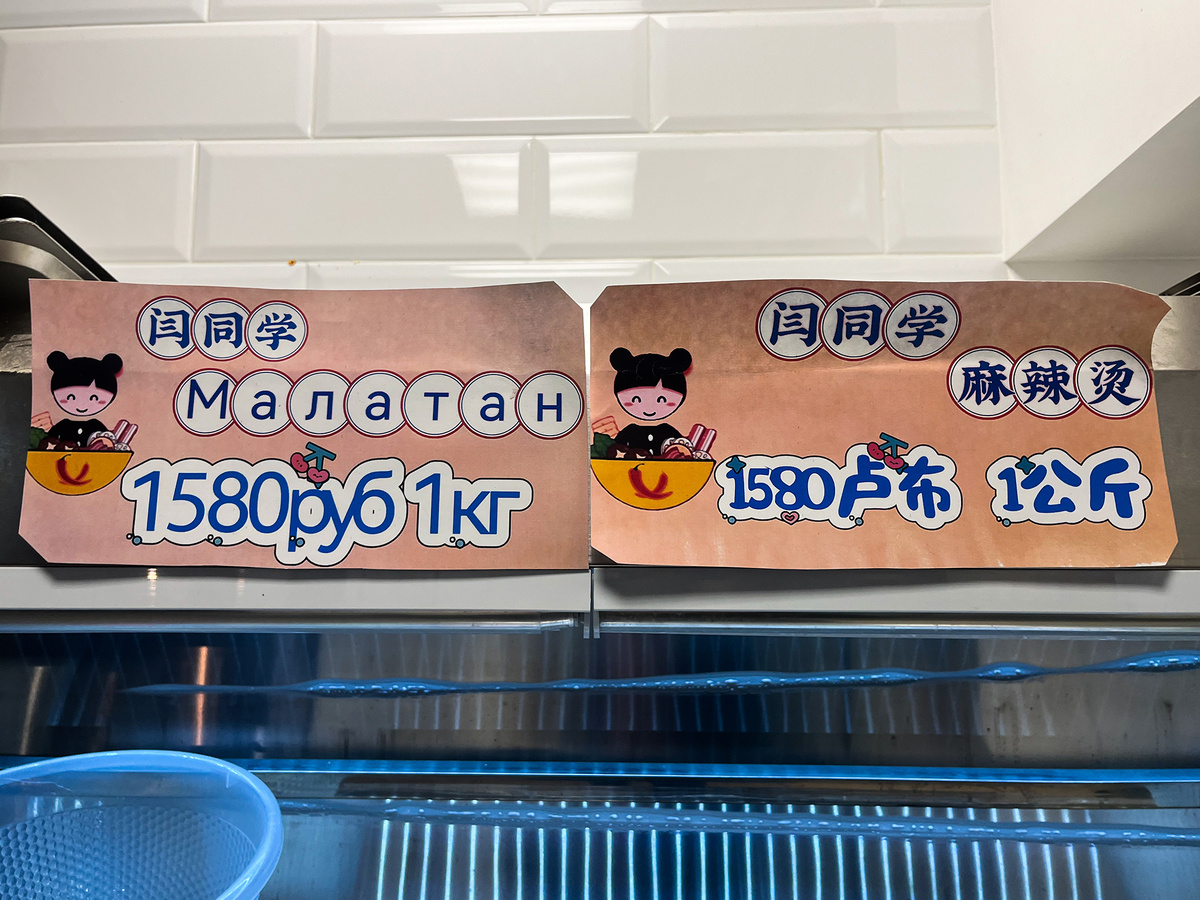 闫同学
Малатан
1580руб 1кг
闫同学
麻辣烫
1580卢布 1公斤